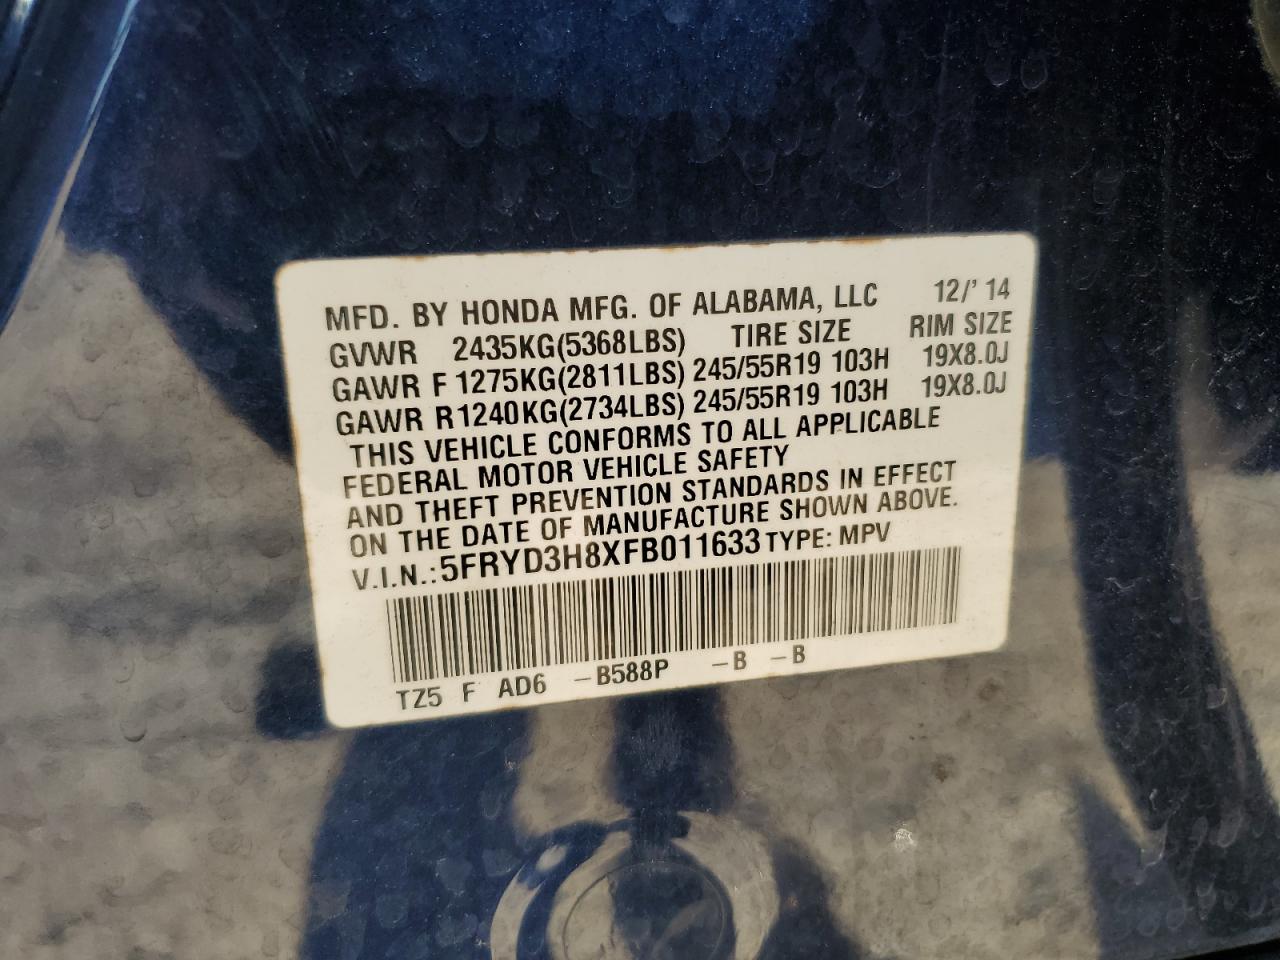 MFD. BY HONDA MFG. OF ALABAMA, LLC 12/' 14
GVWR 2435KG(5368LBS) TIRE SIZE RIM SIZE
GAWR F 1275KG(2811LBS) 245/55R19 103H 19X8.0J
GAWR R1240KG(2734LBS) 245/55R19 103H 19X8.0J
THIS VEHICLE CONFORMS TO ALL APPLICABLE
FEDERAL MOTOR VEHICLE SAFETY
AND THEFT PREVENTION STANDARDS IN EFFECT
ON THE DATE OF MANUFACTURE SHOWN ABOVE.
V.I.N.: 5FRYD3H8XFB011633 TYPE: MPV
TZ5 F AD6 -B588P -B -B